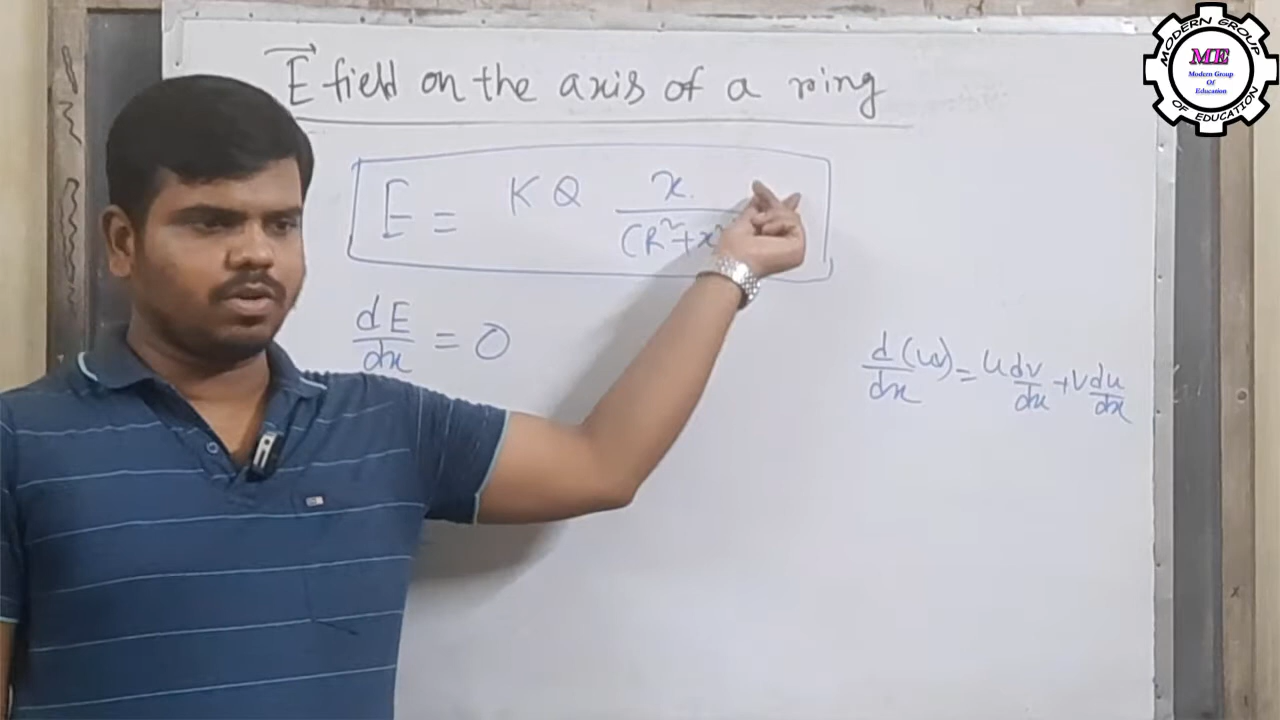 E⃗ field on the axis of a ring
E = KQ x
(R²+x²
dE/dx = 0
d/dx (uv) = u dv/dx + v du/dx
MODERN GROUP
ME
Modern Group
Of
Education
OF EDUCATION